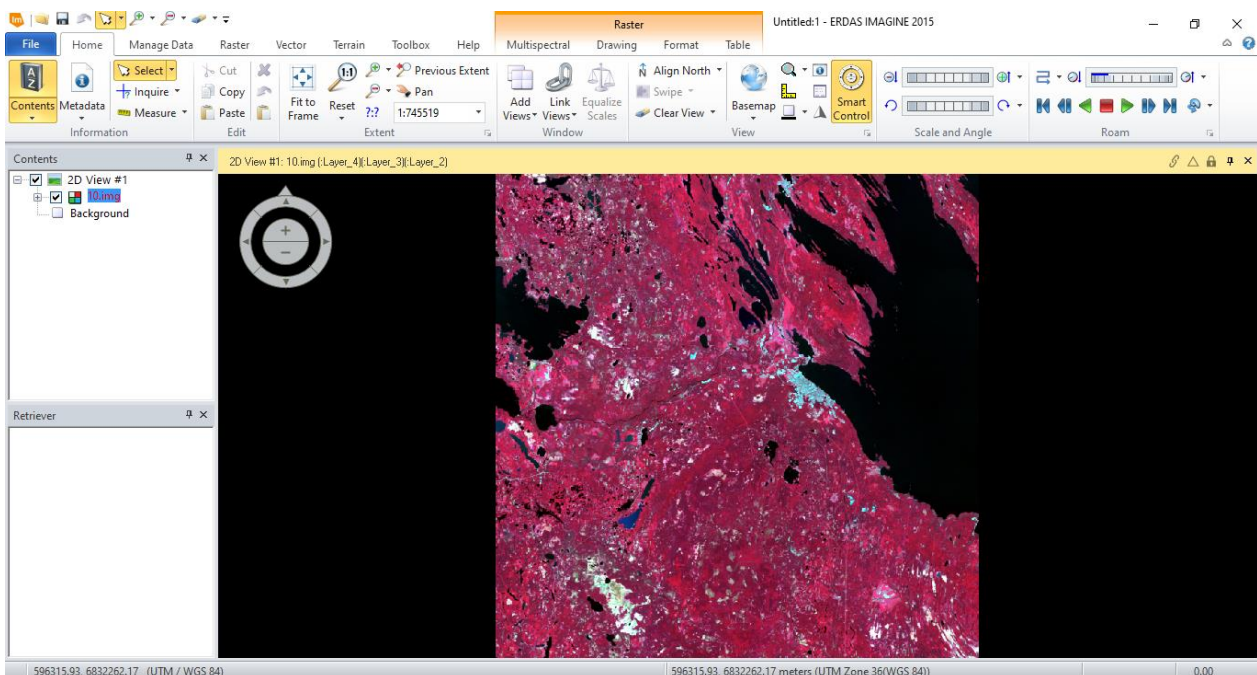 Raster
Untitled:1 - ERDAS IMAGINE 2015
File Home Manage Data Raster Vector Terrain Toolbox Help Multispectral Drawing Format Table
Select Cut Previous Extent Align North
Inquire Copy Pan Swipe
Contents Metadata Measure Paste Fit to Frame Reset ?:? 1:745519 Add Views Link Views Equalize Scales Clear View Basemap Smart Control
Information Edit Extent Window View Scale and Angle Roam
Contents 2D View #1: 10.img (:Layer_4)(:Layer_3)(:Layer_2)
2D View #1
10.img
Background
Retriever
596315.93, 6832262.17 (UTM / WGS 84) 596315.93, 6832262.17 meters (UTM Zone 36(WGS 84)) 0.00